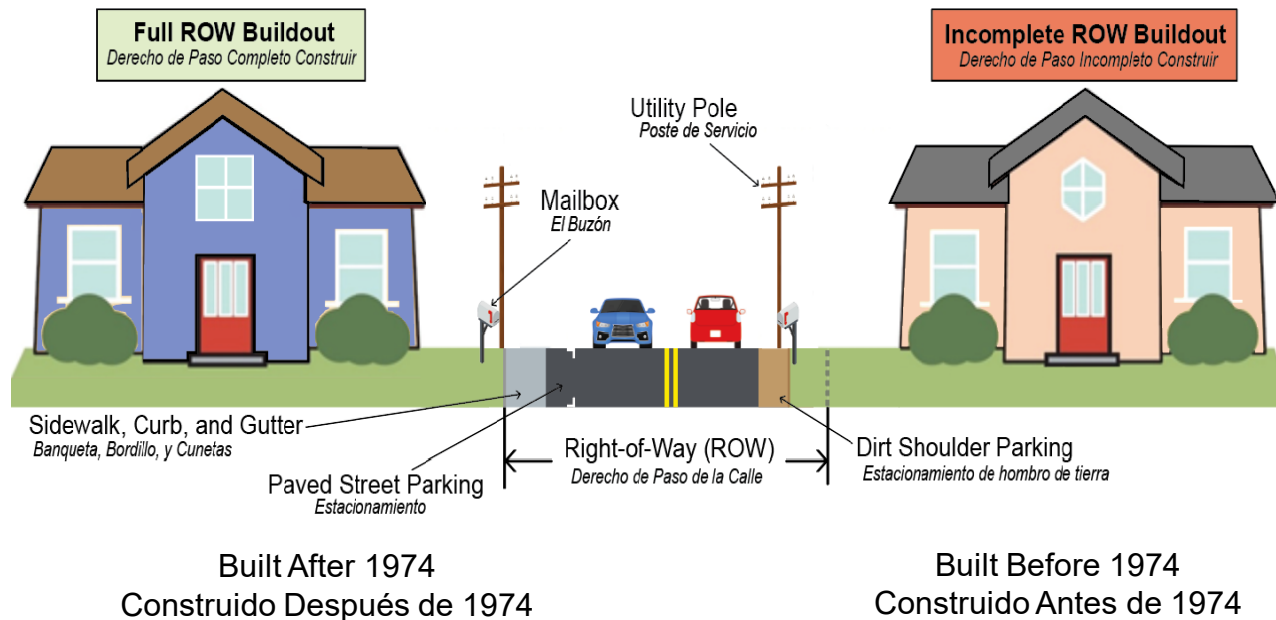 Full ROW Buildout
Derecho de Paso Completo Construir
Incomplete ROW Buildout
Derecho de Paso Incompleto Construir
Utility Pole
Poste de Servicio
Mailbox
El Buzón
Sidewalk, Curb, and Gutter
Banqueta, Bordillo, y Cunetas
Paved Street Parking
Estacionamiento
Right-of-Way (ROW)
Derecho de Paso de la Calle
Dirt Shoulder Parking
Estacionamiento de hombro de tierra
Built After 1974
Construido Después de 1974
Built Before 1974
Construido Antes de 1974